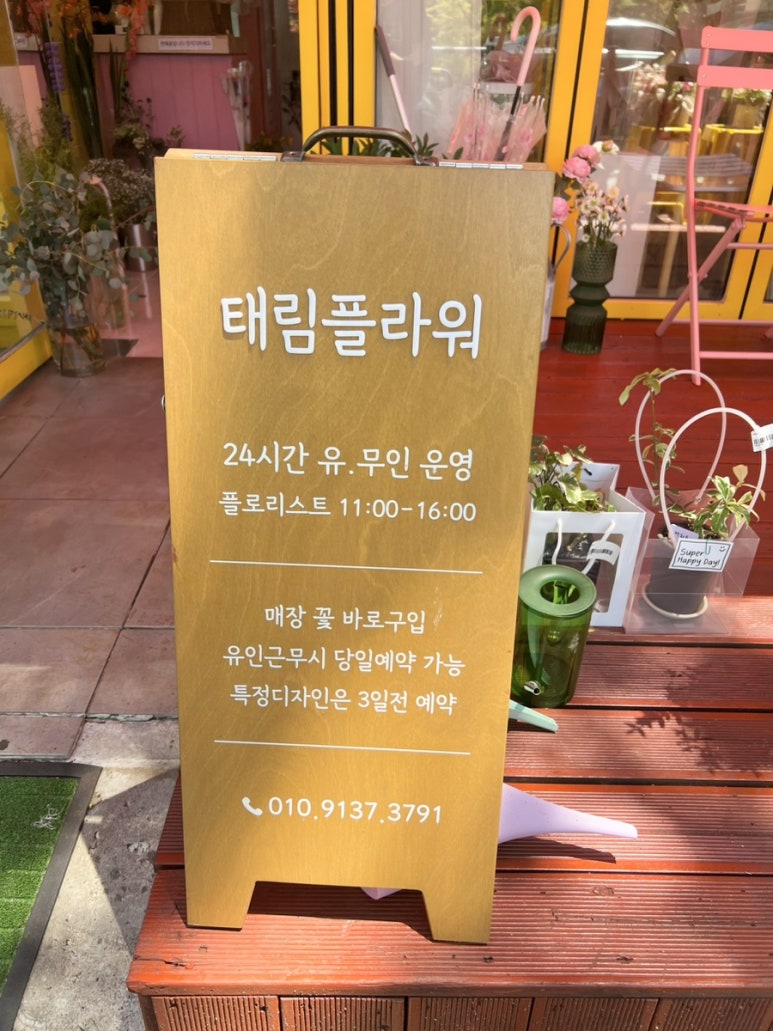 태림플라워
24시간 유.무인 운영
플로리스트 11:00-16:00
매장 꽃 바로구입
유인근무시 당일예약 가능
특정디자인은 3일전 예약
010.9137.3791
Super
Happy Day!